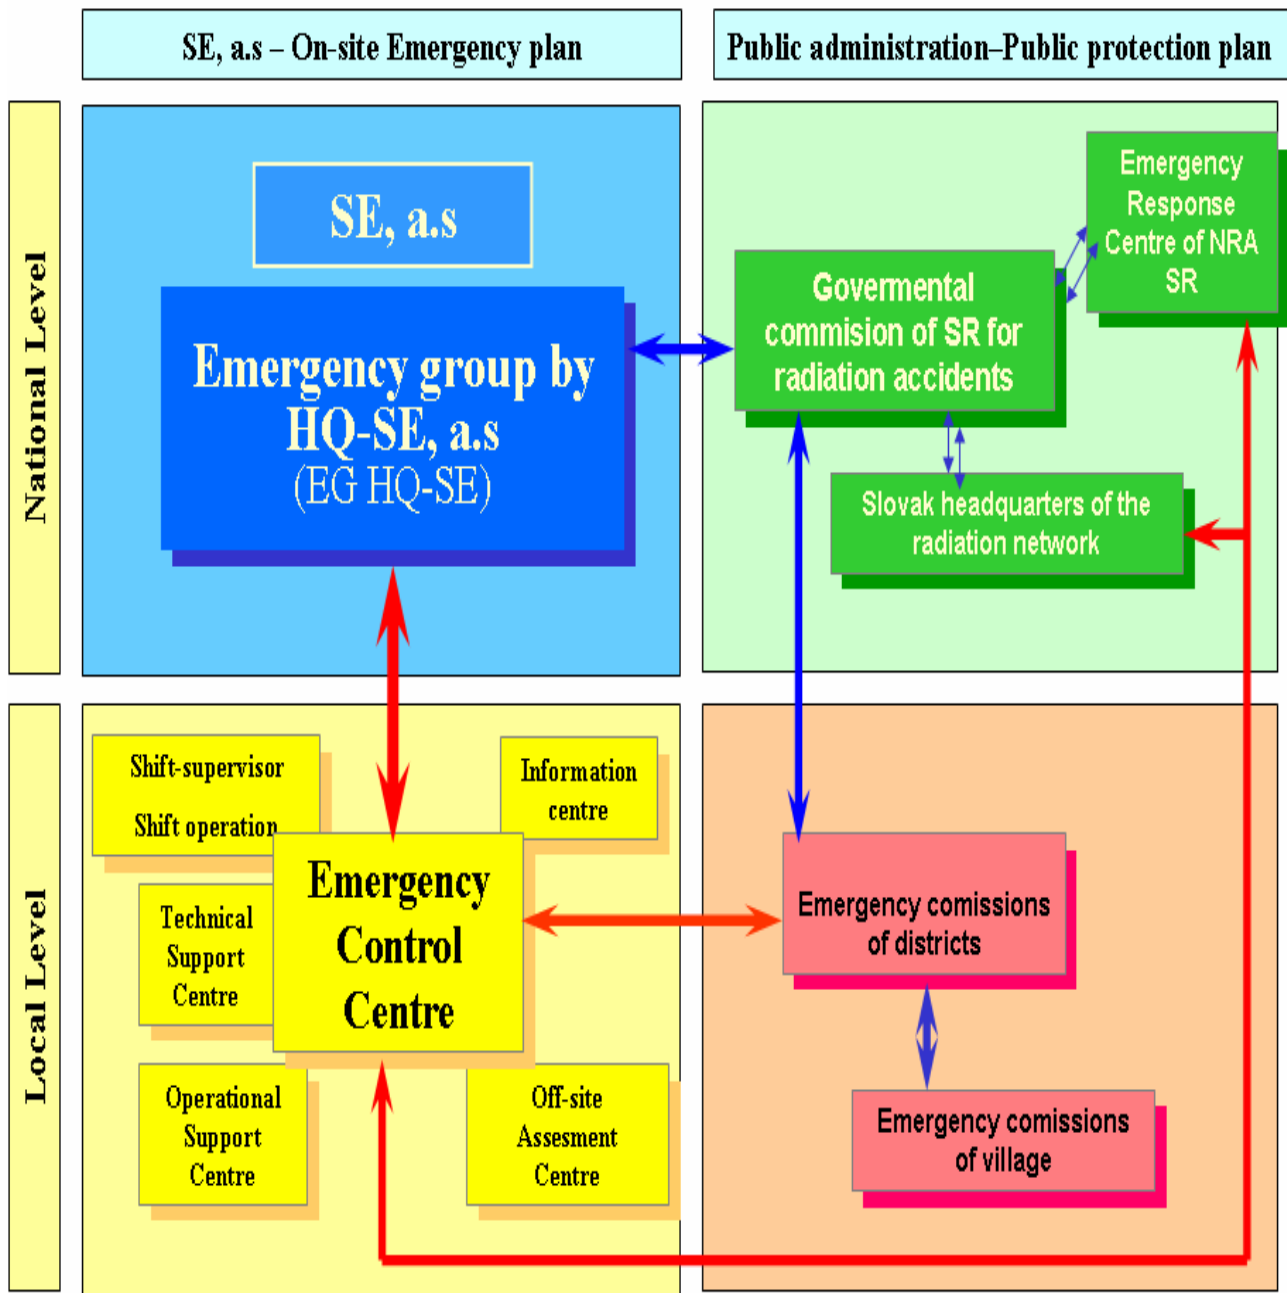 SE, a.s – On-site Emergency plan
Public administration–Public protection plan
National Level
SE, a.s
Emergency group by
HQ-SE, a.s
(EG HQ-SE)
Govermental
commision of SR for
radiation accidents
Emergency
Response
Centre of NRA
SR
Slovak headquarters of the
radiation network
Local Level
Shift-supervisor
Shift operation
Information
centre
Emergency
Control
Centre
Technical
Support
Centre
Operational
Support
Centre
Off-site
Assesment
Centre
Emergency comissions
of districts
Emergency comissions
of village